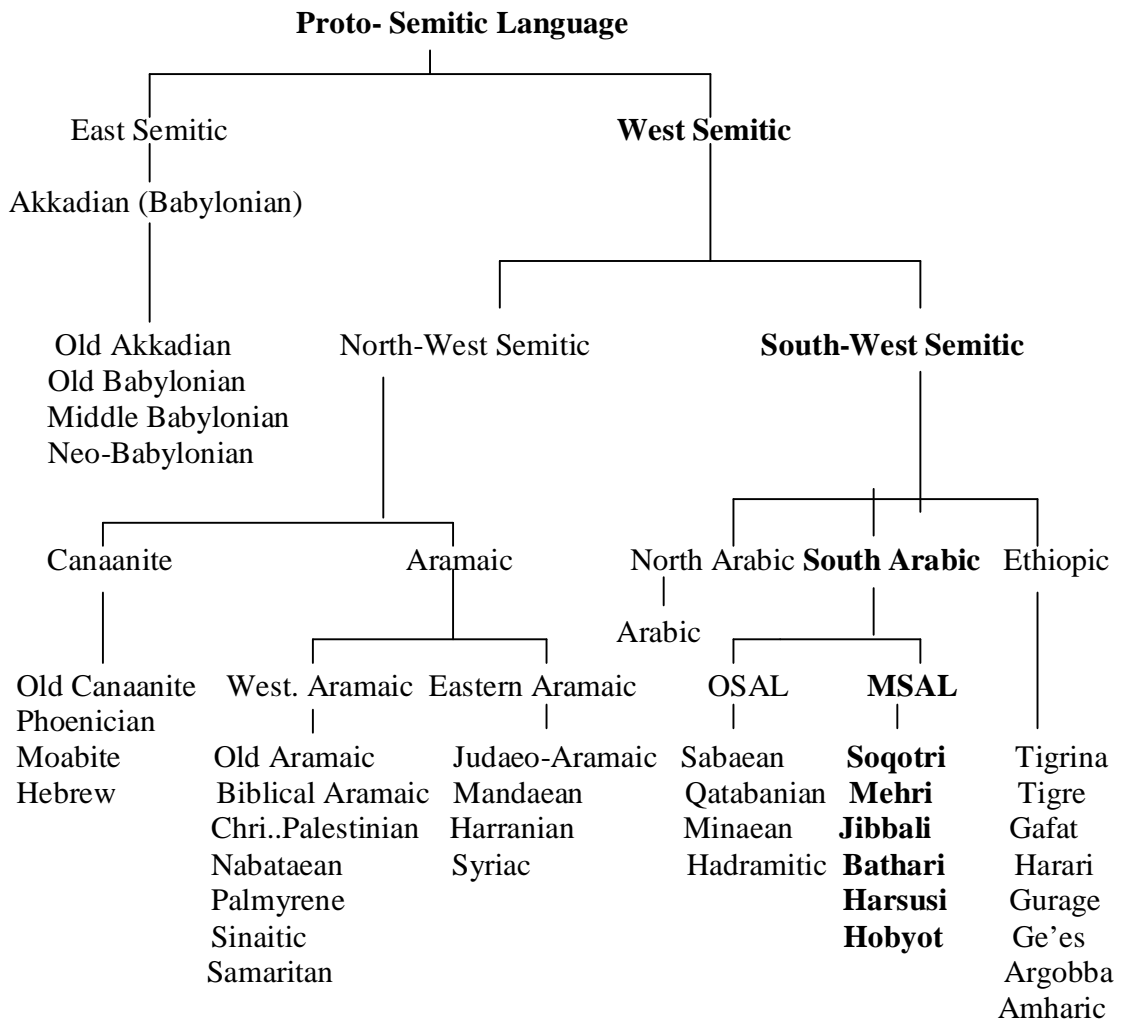 Proto- Semitic Language
East Semitic
West Semitic
Akkadian (Babylonian)
Old Akkadian
Old Babylonian
Middle Babylonian
Neo-Babylonian
North-West Semitic
South-West Semitic
Canaanite
Aramaic
North Arabic
South Arabic
Ethiopic
Arabic
Old Canaanite
Phoenician
Moabite
Hebrew
West. Aramaic
Old Aramaic
Biblical Aramaic
Chri..Palestinian
Nabataean
Palmyrene
Sinaitic
Samaritan
Eastern Aramaic
Judaeo-Aramaic
Mandaean
Harranian
Syriac
OSAL
Sabaean
Qatabanian
Minaean
Hadramitic
MSAL
Soqotri
Mehri
Jibbali
Bathari
Harsusi
Hobyot
Tigrina
Tigre
Gafat
Harari
Gurage
Ge’es
Argobba
Amharic